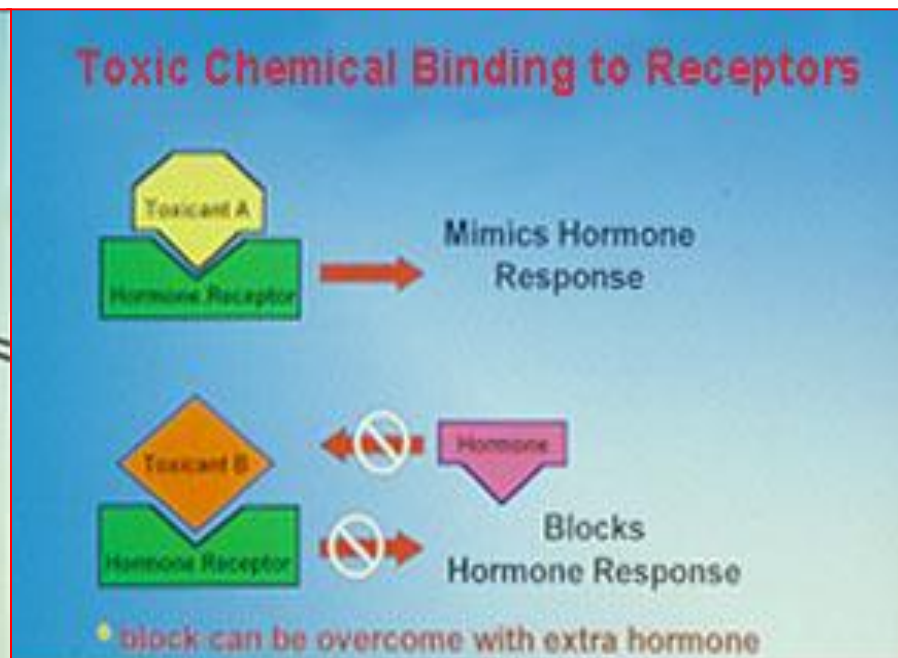 Toxic Chemical Binding to Receptors
Toxicant A
Hormone Receptor
Mimics Hormone
Response
Toxicant B
Hormone
Hormone Receptor
Blocks
Hormone Response
• block can be overcome with extra hormone